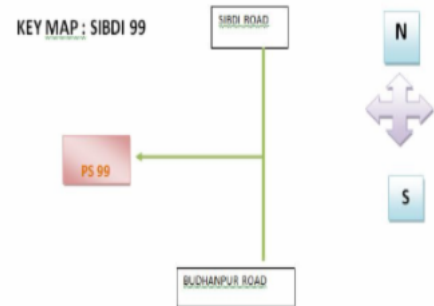 SIBDI ROAD
KEY MAP : SIBDI 99
N
PS 99
S
BUDHANPUR ROAD